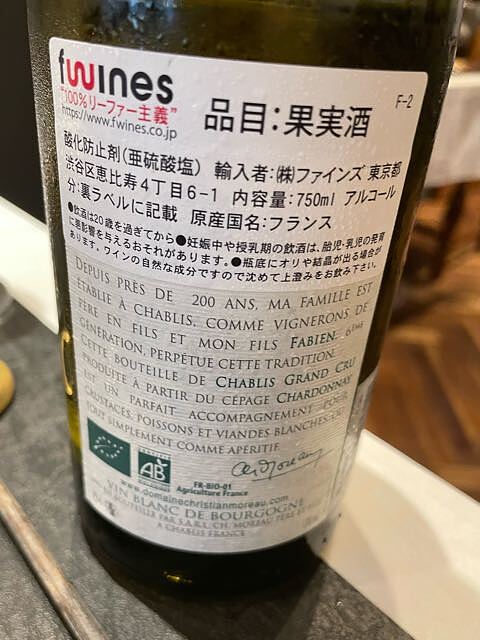 fwines
"100%リーファー主義"
https://www.fwines.co.jp
品目:果実酒
F-2
酸化防止剤(亜硫酸塩) 輸入者:㈱ファインズ 東京都
渋谷区恵比寿4丁目6-1 内容量:750ml アルコール
分:裏ラベルに記載 原産国名:フランス
●飲酒は20歳を過ぎてから●妊娠中や授乳期の飲酒は、胎児・乳児の発育
に悪影響を与えるおそれがあります。●瓶底にオリや結晶が出る場合が
あります。ワインの自然な成分ですので沈めて上澄みをお飲み下さい。
DEPUIS PRÈS DE 200 ANS, MA FAMILLE EST
ÉTABLIE À CHABLIS, COMME VIGNERONS DE
PÈRE EN FILS ET MON FILS FABIEN, 6ÈME
GÉNÉRATION, PERPÉTUE CETTE TRADITION.
CETTE BOUTEILLE DE CHABLIS GRAND CRU
PRODUITE À PARTIR DU CÉPAGE CHARDONNAY
EST UN PARFAIT ACCOMPAGNEMENT POUR
CRUSTACÉS, POISSONS ET VIANDES BLANCHES, OU
TOUT SIMPLEMENT COMME APÉRITIF.
AB
FR-BIO-01
Agriculture France
www.domainechristianmoreau.com
VIN BLANC DE BOURGOGNE
EN BOUTEILLE PAR S.A.R.L. CH. MOREAU PÈRE
A CHABLIS FRANCE